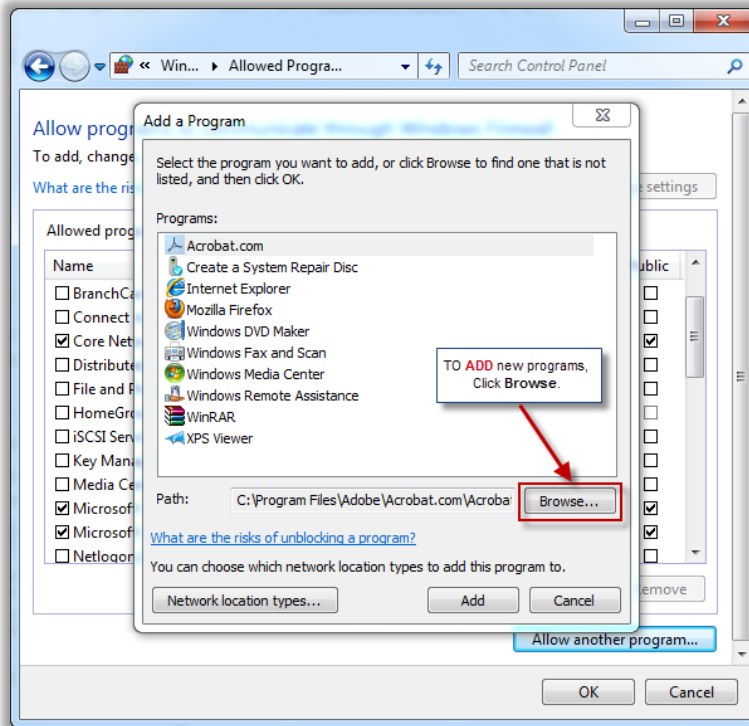 Win... Allowed Progra... Search Control Panel
Add a Program
Allow progr
To add, change
What are the ris
settings
Select the program you want to add, or click Browse to find one that is not
listed, and then click OK.
Allowed prog
Programs:
Name
Acrobat.com
Create a System Repair Disc
Internet Explorer
Mozilla Firefox
Windows DVD Maker
Windows Fax and Scan
Windows Media Center
Windows Remote Assistance
WinRAR
XPS Viewer
BranchCa
Connect
Core Net
Distribute
File and P
HomeGro
iSCSI Serv
Key Mana
Media Ce
Microsof
Microsof
Netlogon
ublic
TO ADD new programs,
Click Browse.
Path: C:\Program Files\Adobe\Acrobat.com\Acroba
Browse...
What are the risks of unblocking a program?
You can choose which network location types to add this program to.
Network location types... Add Cancel
emove
Allow another program...
OK Cancel